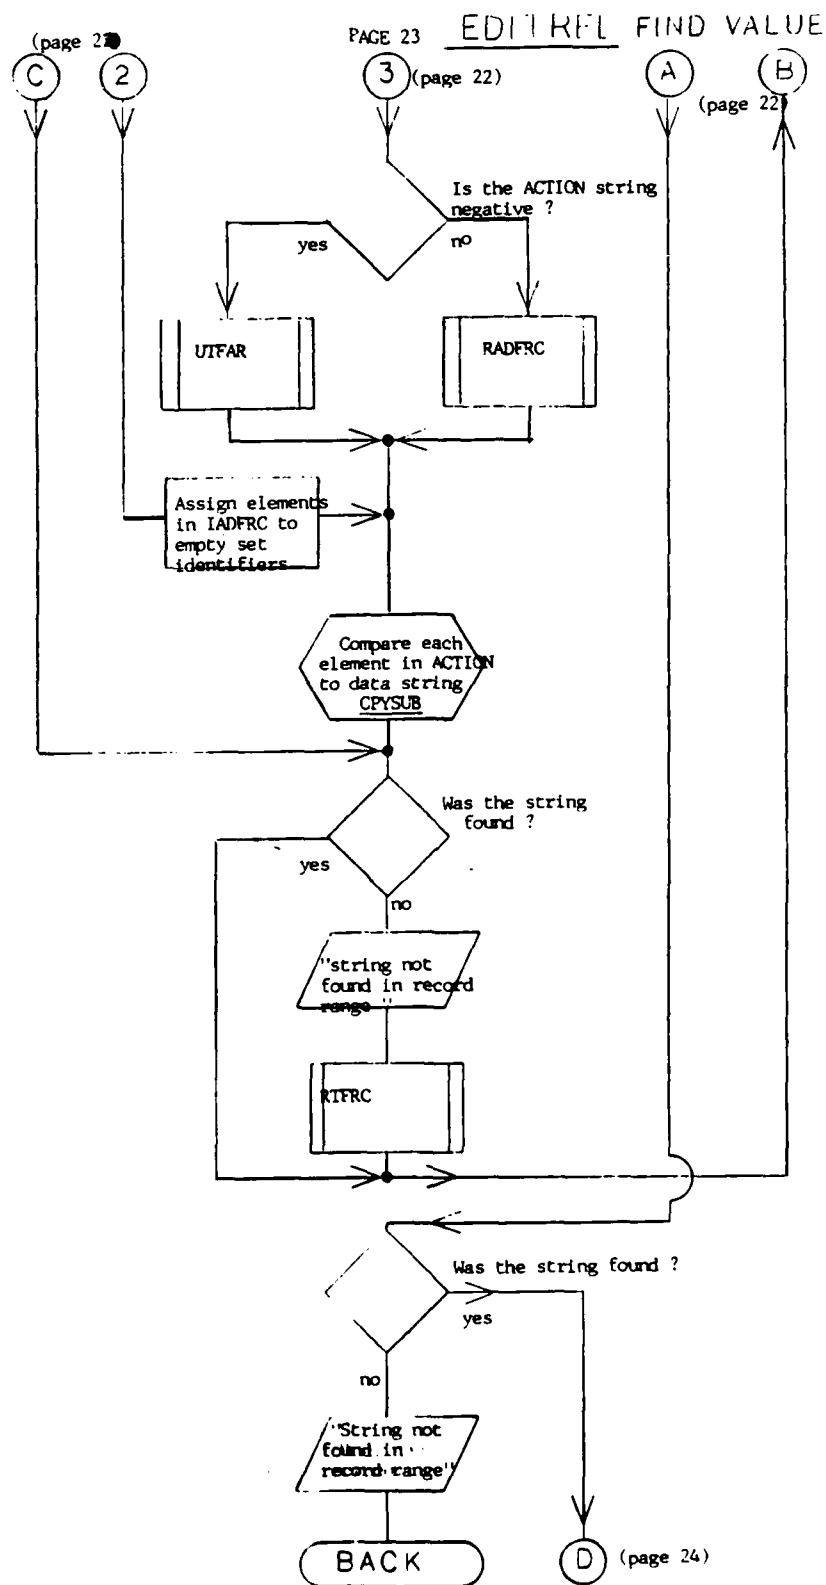 EDITREL FIND VALUE
PAGE 23
(page 2
C
2
3
(page 22)
A
B
(page 22)
Is the ACTION string
negative ?
yes
no
UTFAR
RADFRC
Assign elements
in IADFRC to
empty set
identifiers
Compare each
element in ACTION
to data string
CPYSUB
Was the string
found ?
yes
no
"string not
found in record
range "
RTFRC
Was the string found ?
yes
no
"String not
found in
record range"
BACK
D
(page 24)